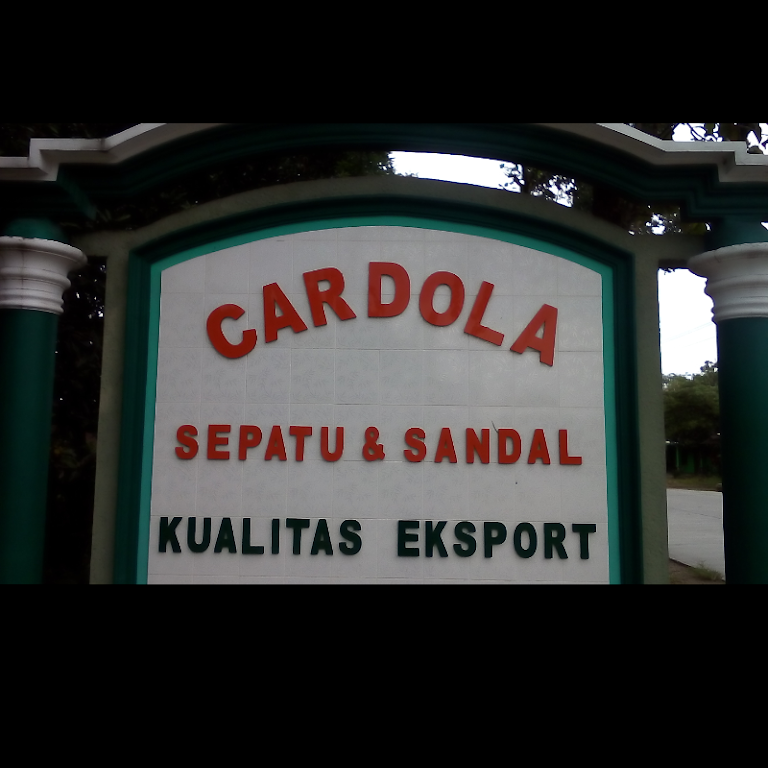 CARDOLA
SEPATU & SANDAL
KUALITAS EKSPORT